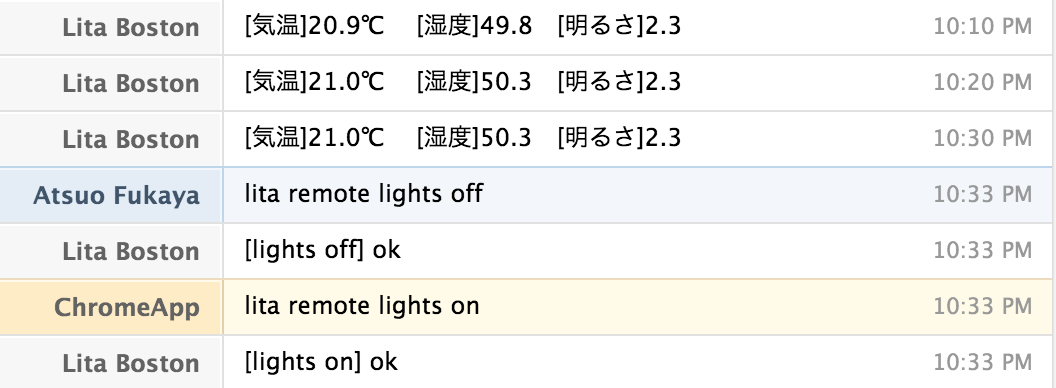 Lita Boston [気温]20.9℃ [湿度]49.8 [明るさ]2.3 10:10 PM
Lita Boston [気温]21.0℃ [湿度]50.3 [明るさ]2.3 10:20 PM
Lita Boston [気温]21.0℃ [湿度]50.3 [明るさ]2.3 10:30 PM
Atsuo Fukaya lita remote lights off 10:33 PM
Lita Boston [lights off] ok 10:33 PM
ChromeApp lita remote lights on 10:33 PM
Lita Boston [lights on] ok 10:33 PM